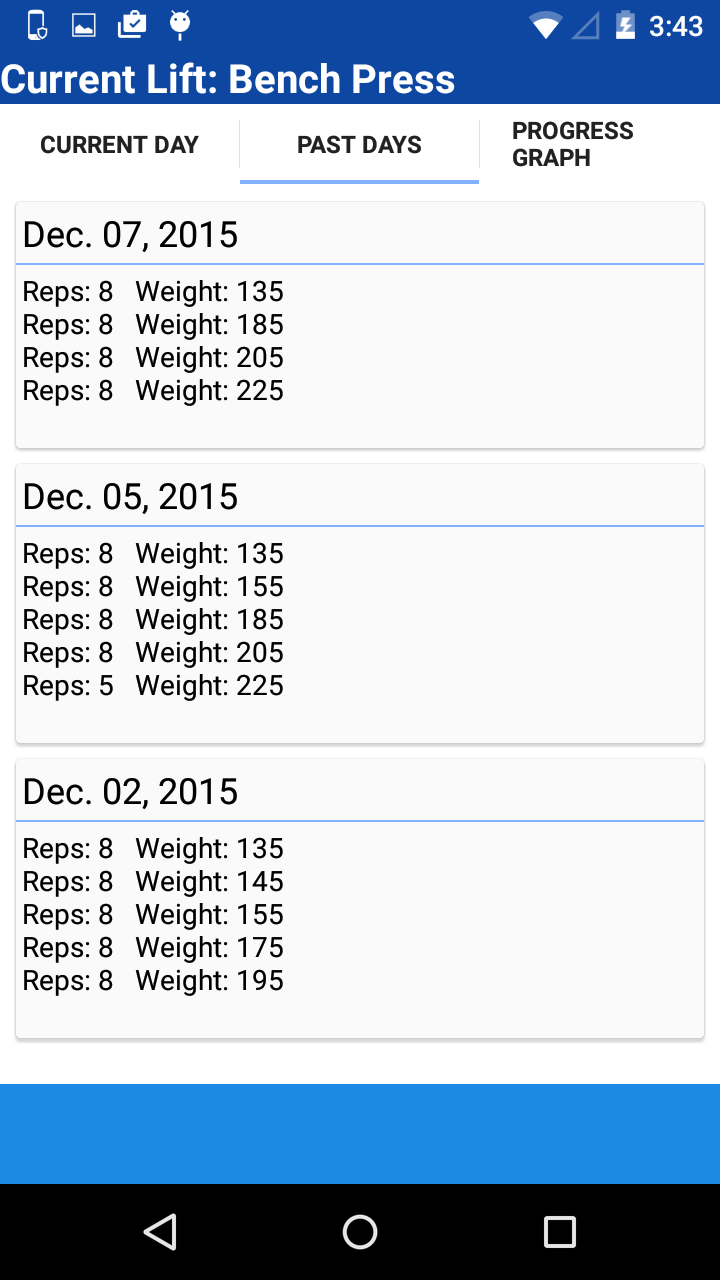 3:43
Current Lift: Bench Press
CURRENT DAY
PAST DAYS
PROGRESS
GRAPH
Dec. 07, 2015
Reps: 8 Weight: 135
Reps: 8 Weight: 185
Reps: 8 Weight: 205
Reps: 8 Weight: 225
Dec. 05, 2015
Reps: 8 Weight: 135
Reps: 8 Weight: 155
Reps: 8 Weight: 185
Reps: 8 Weight: 205
Reps: 5 Weight: 225
Dec. 02, 2015
Reps: 8 Weight: 135
Reps: 8 Weight: 145
Reps: 8 Weight: 155
Reps: 8 Weight: 175
Reps: 8 Weight: 195